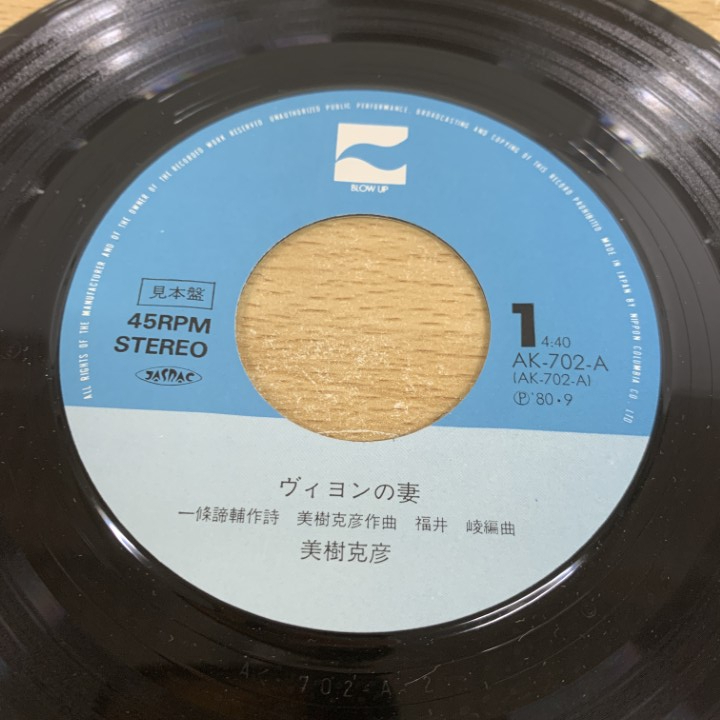 ALL RIGHTS OF THE MANUFACTURER AND OF THE OWNER OF THE RECORDED WORK RESERVED. UNAUTHORIZED PUBLIC PERFORMANCE, BROADCASTING AND COPYING OF THIS RECORD PROHIBITED. MADE IN JAPAN BY NIPPON COLUMBIA CO. LTD
BLOW UP
見本盤
45RPM
STEREO
JASRAC
1 4:40
AK-702-A
(AK-702-A)
Ⓟ'80・9
ヴィヨンの妻
一條諦輔作詩 美樹克彦作曲 福井 崚編曲
美樹克彦
702-A